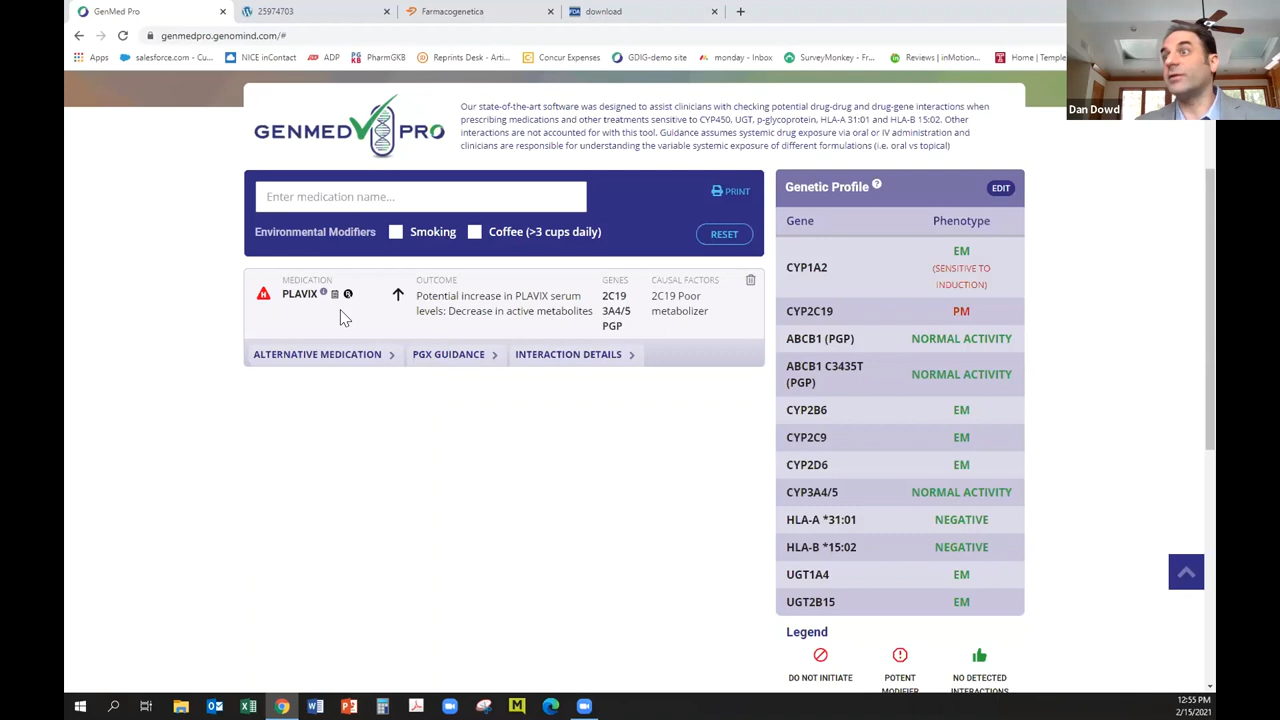 GenMed Pro
25974703
Farmacogenetica
download
genmedpro.genomind.com/#
Apps
salesforce.com - Cu...
NICE inContact
ADP
PharmGKB
Reprints Desk - Arti...
Concur Expenses
GDIG-demo site
monday - Inbox
SurveyMonkey - Fr...
Reviews | inMotion...
Home | Temple...
Dan Dowd
GENMED PRO
Our state-of-the-art software was designed to assist clinicians with checking potential drug-drug and drug-gene interactions when
prescribing medications and other treatments sensitive to CYP450, UGT, p-glycoprotein, HLA-A 31:01 and HLA-B 15:02. Other
interactions are not accounted for with this tool. Guidance assumes systemic drug exposure via oral or IV administration and
clinicians are responsible for understanding the variable systemic exposure of different formulations (i.e. oral vs topical)
Enter medication name...
PRINT
Environmental Modifiers
Smoking
Coffee (>3 cups daily)
RESET
MEDICATION
PLAVIX
OUTCOME
Potential increase in PLAVIX serum
levels: Decrease in active metabolites
GENES
2C19
3A4/5
PGP
CAUSAL FACTORS
2C19 Poor
metabolizer
ALTERNATIVE MEDICATION
PGX GUIDANCE
INTERACTION DETAILS
Genetic Profile
EDIT
Gene Phenotype
CYP1A2 EM
(SENSITIVE TO
INDUCTION)
CYP2C19 PM
ABCB1 (PGP) NORMAL ACTIVITY
ABCB1 C3435T
(PGP) NORMAL ACTIVITY
CYP2B6 EM
CYP2C9 EM
CYP2D6 EM
CYP3A4/5 NORMAL ACTIVITY
HLA-A *31:01 NEGATIVE
HLA-B *15:02 NEGATIVE
UGT1A4 EM
UGT2B15 EM
Legend
DO NOT INITIATE
POTENT
MODIFIER
NO DETECTED
INTERACTIONS
12:55 PM
2/15/2021